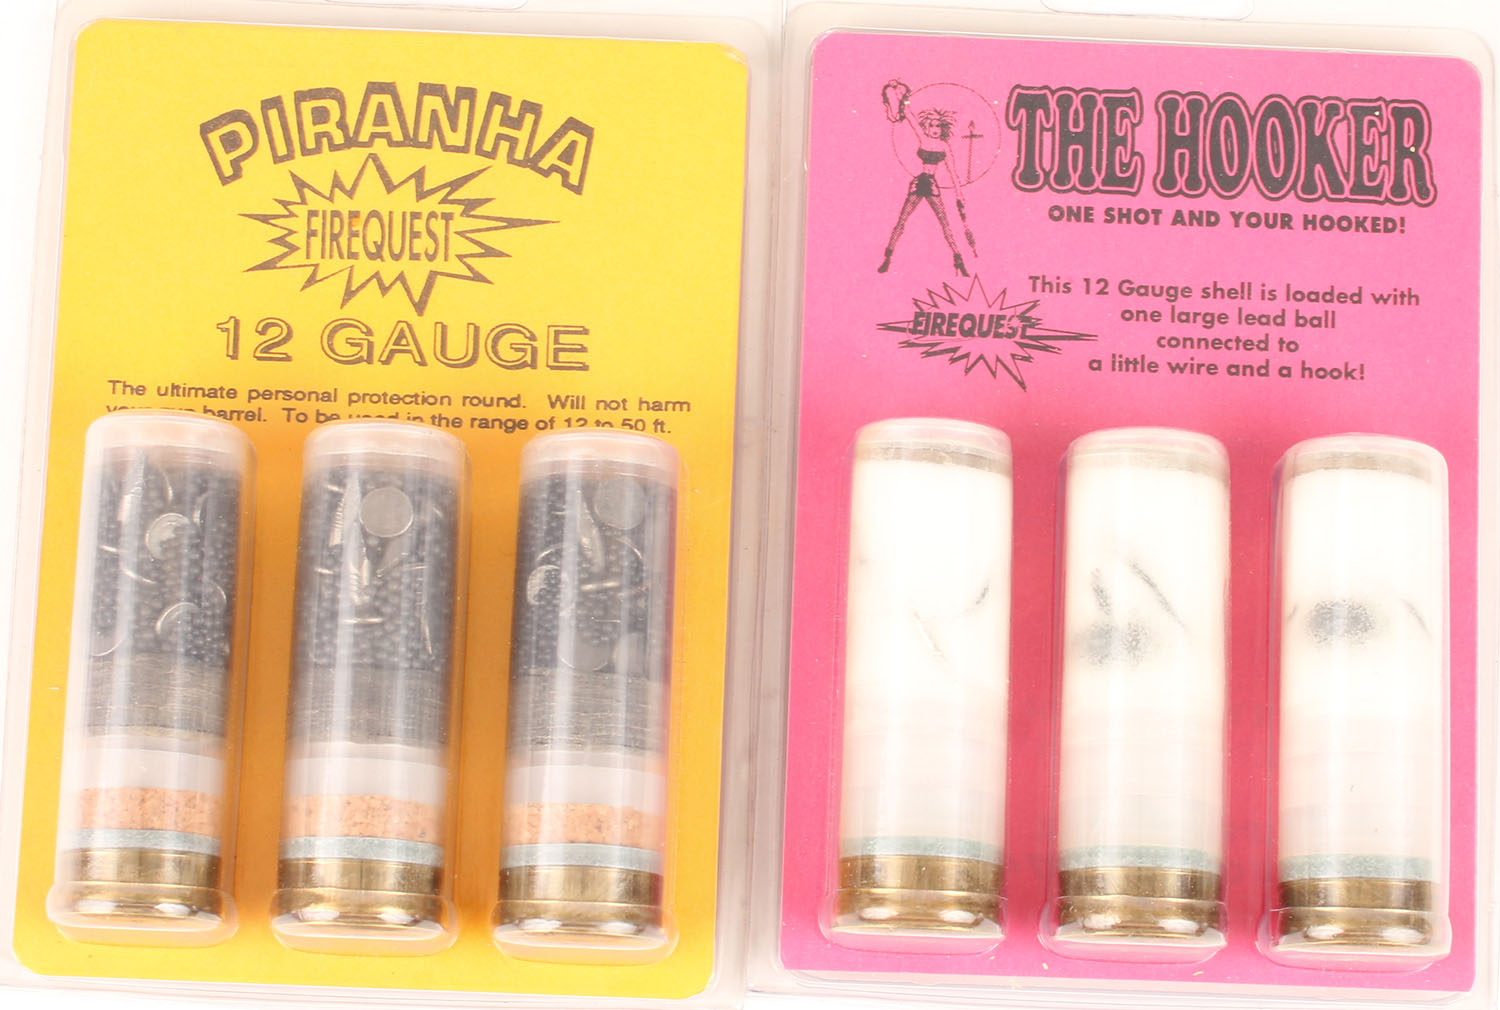 PIRANHA
FIREQUEST
12 GAUGE
The ultimate personal protection round. Will not harm
your own barrel. To be used in the range of 12 to 50 ft.
THE HOOKER
ONE SHOT AND YOUR HOOKED!
This 12 Gauge shell is loaded with
one large lead ball
connected to
a little wire and a hook!
FIREQUEST